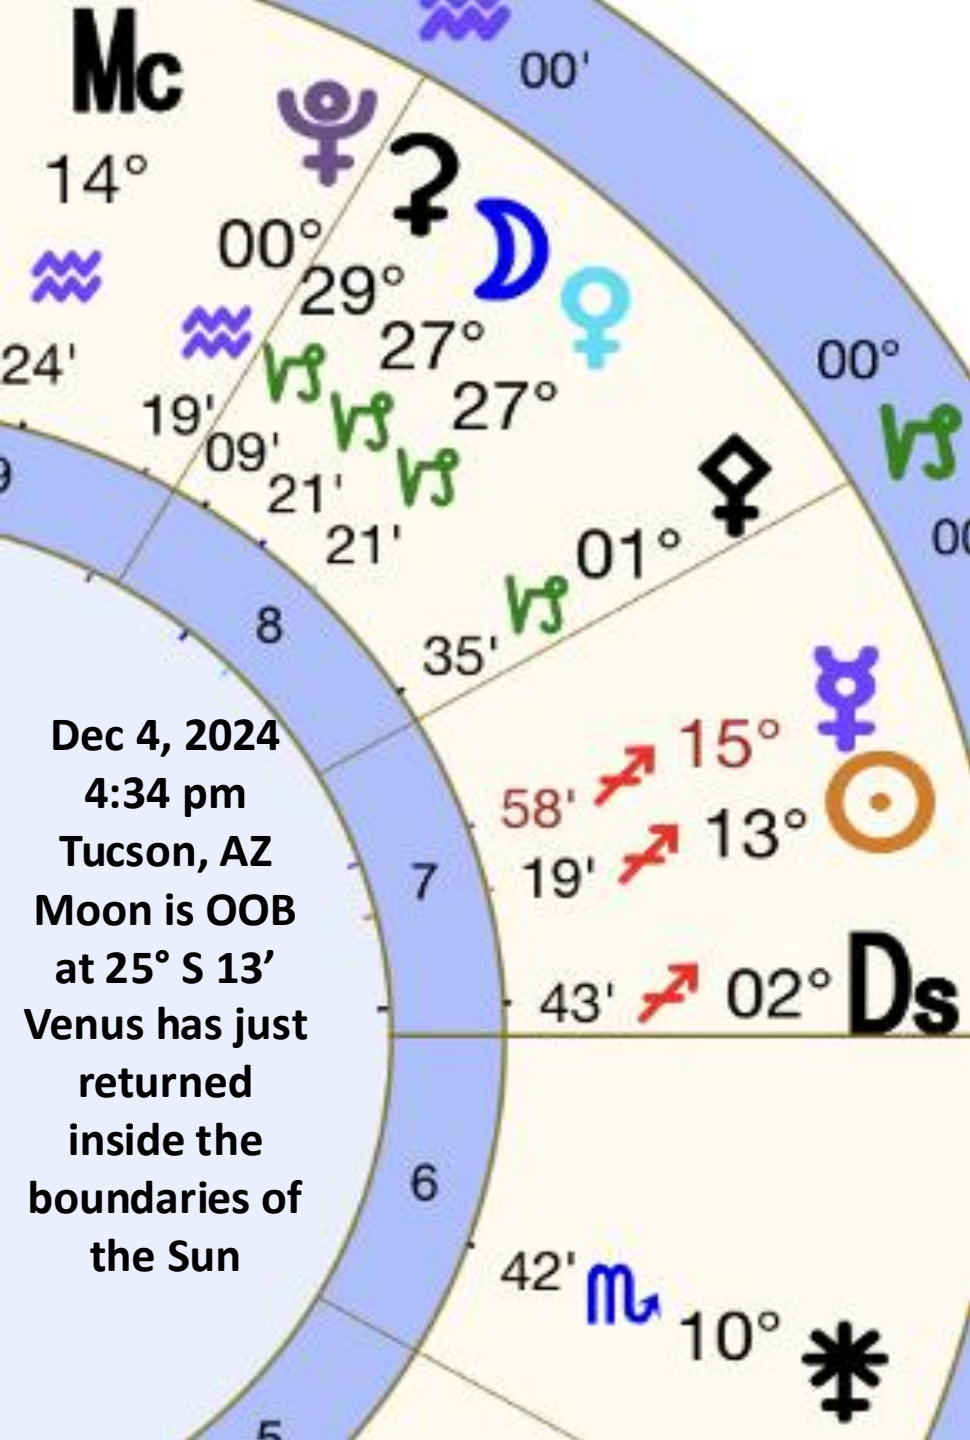 00'
Mc
14°
24'
00°
19'
29°
09'
27°
21'
27°
21'
00°
01°
35'
9
8
Dec 4, 2024
4:34 pm
Tucson, AZ
Moon is OOB
at 25° S 13’
Venus has just
returned
inside the
boundaries of
the Sun
58' 15°
19' 13°
7
43' 02° Ds
6
42' 10°
5